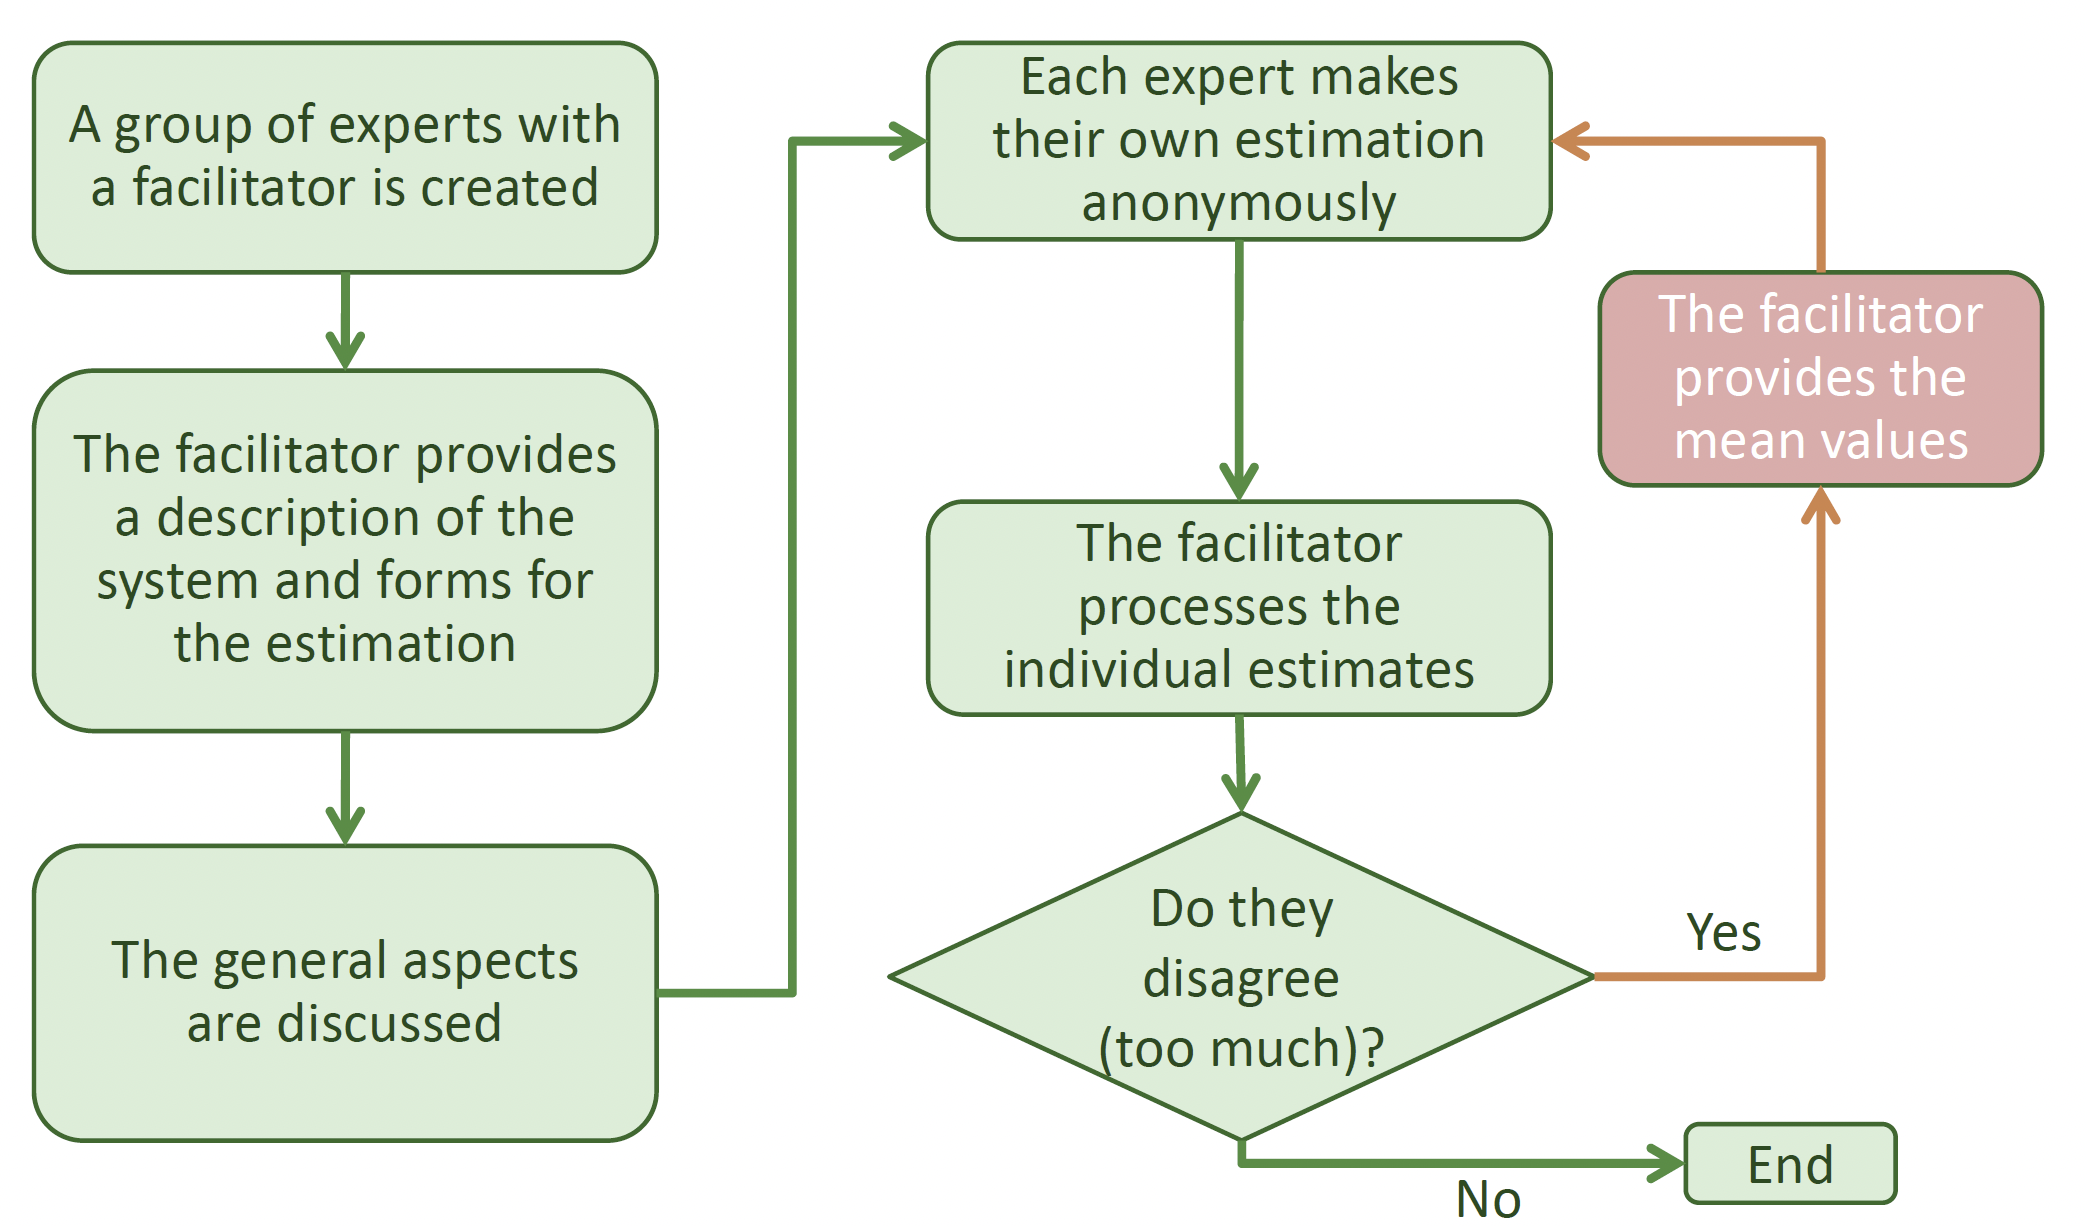 A group of experts with
a facilitator is created
The facilitator provides
a description of the
system and forms for
the estimation
The general aspects
are discussed
Each expert makes
their own estimation
anonymously
The facilitator
processes the
individual estimates
Do they
disagree
(too much)?
Yes
The facilitator
provides the
mean values
No
End